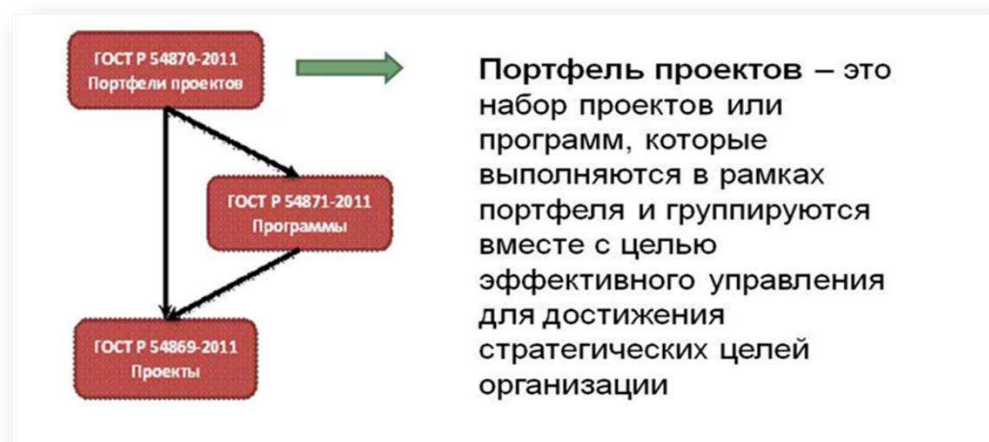 ГОСТ Р 54870-2011
Портфели проектов
ГОСТ Р 54871-2011
Программы
ГОСТ Р 54869-2011
Проекты
Портфель проектов – это
набор проектов или
программ, которые
выполняются в рамках
портфеля и группируются
вместе с целью
эффективного управления
для достижения
стратегических целей
организации